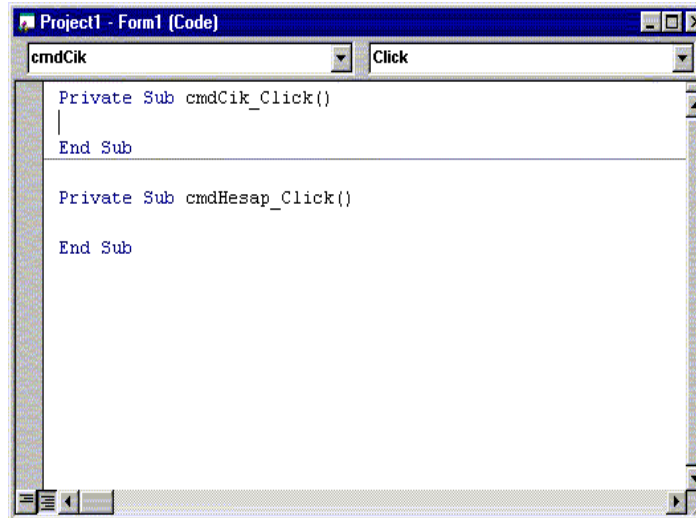 Project1 - Form1 (Code)
cmdCik Click
Private Sub cmdCik_Click()
End Sub
Private Sub cmdHesap_Click()
End Sub